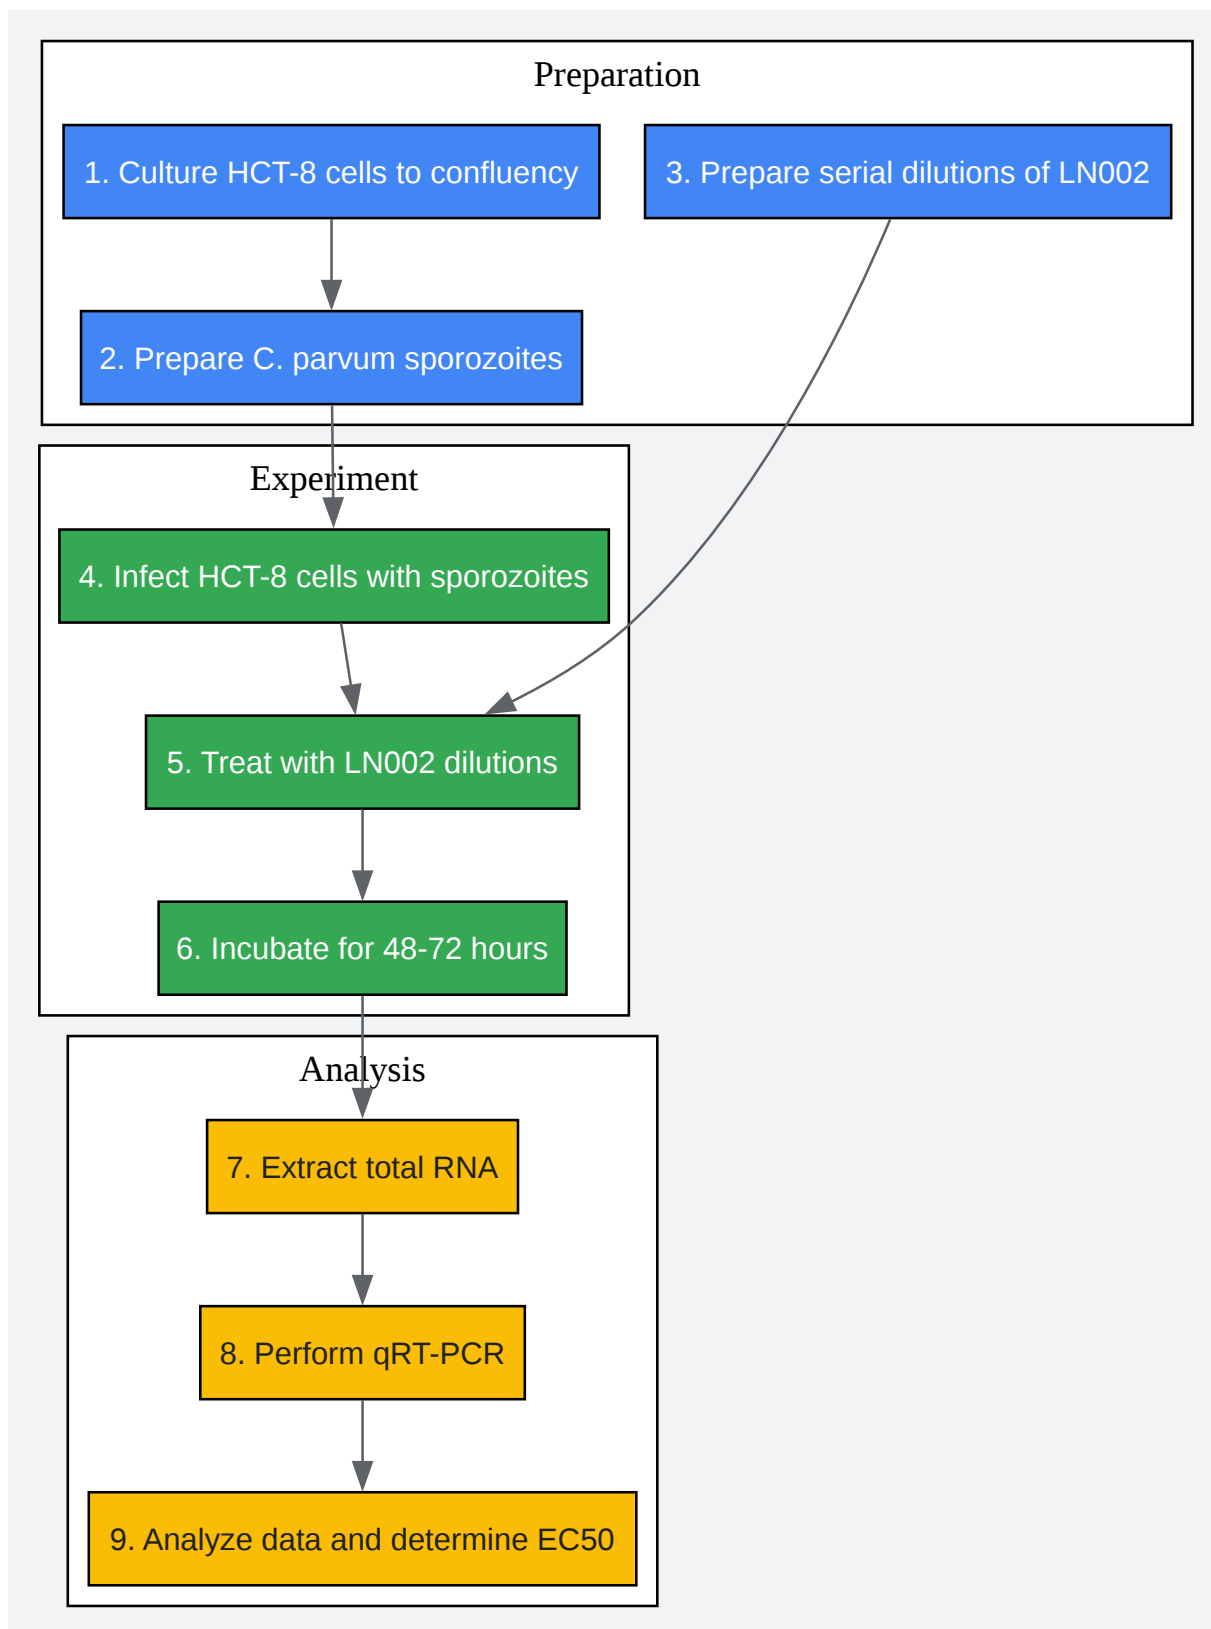 Preparation
1. Culture HCT-8 cells to confluency
3. Prepare serial dilutions of LN002
2. Prepare C. parvum sporozoites
Experiment
4. Infect HCT-8 cells with sporozoites
5. Treat with LN002 dilutions
6. Incubate for 48-72 hours
Analysis
7. Extract total RNA
8. Perform qRT-PCR
9. Analyze data and determine EC50